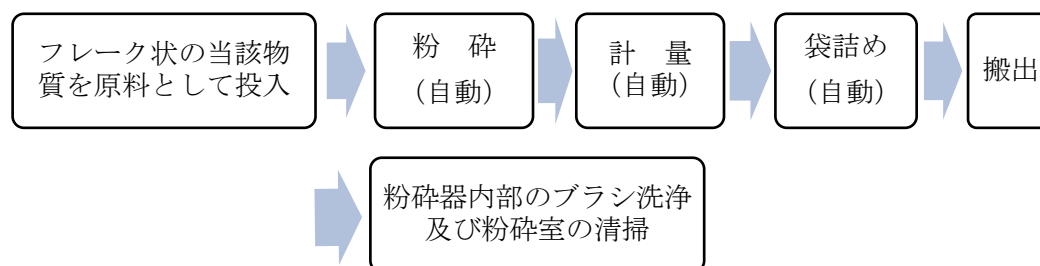 フレーク状の当該物
質を原料として投入
粉　砕
（自動）
計　量
（自動）
袋詰め
（自動）
搬出
粉砕器内部のブラシ洗浄
及び粉砕室の清掃